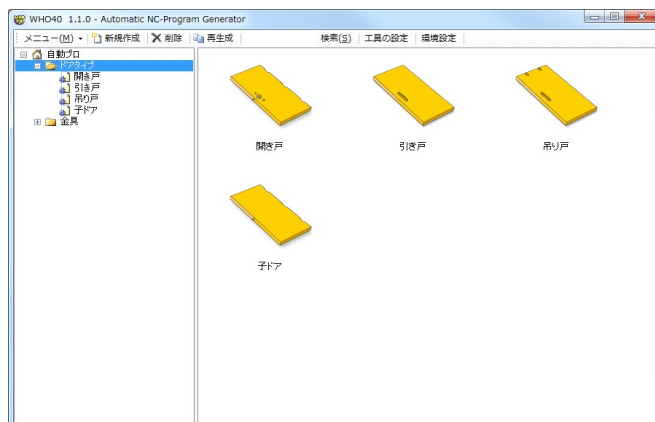 WHO40 1.1.0 - Automatic NC-Program Generator
メニュー(M) 新規作成 削除 再生成 検索(S) 工具の設定 環境設定
自動プロ
ドアタイプ
開き戸
引き戸
吊り戸
子ドア
金具
開き戸 引き戸 吊り戸
子ドア